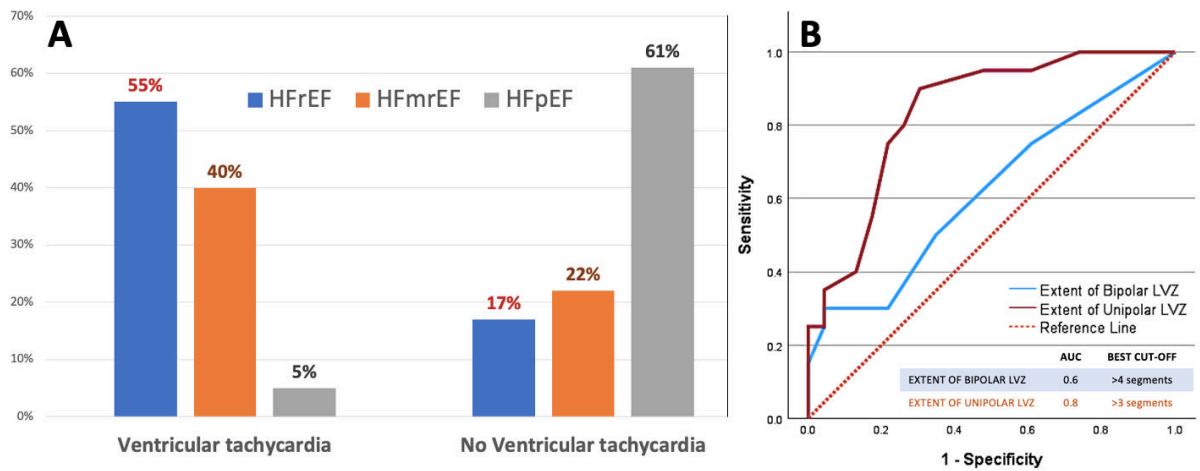 A
70%
60%
50%
40%
30%
20%
10%
0%
HFrEF HFmrEF HFpEF
55%
40%
5%
17%
22%
61%
Ventricular tachycardia
No Ventricular tachycardia
B
Sensitivity
1.0
0.8
0.6
0.4
0.2
0.0
Extent of Bipolar LVZ
Extent of Unipolar LVZ
Reference Line
AUC BEST CUT-OFF
EXTENT OF BIPOLAR LVZ 0.6 >4 segments
EXTENT OF UNIPOLAR LVZ 0.8 >3 segments
0.0 0.2 0.4 0.6 0.8 1.0
1 - Specificity